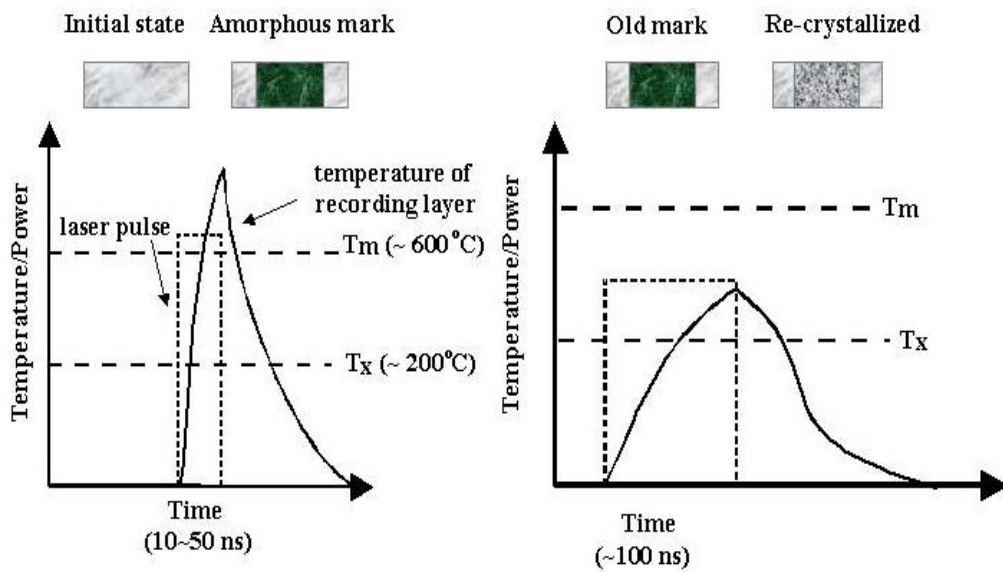 Initial state
Amorphous mark
Temperature/Power
laser pulse
temperature of
recording layer
Tm (~ 600°C)
Tx (~ 200°C)
Time
(10~50 ns)
Old mark
Re-crystallized
Temperature/Power
Tm
Tx
Time
(~100 ns)